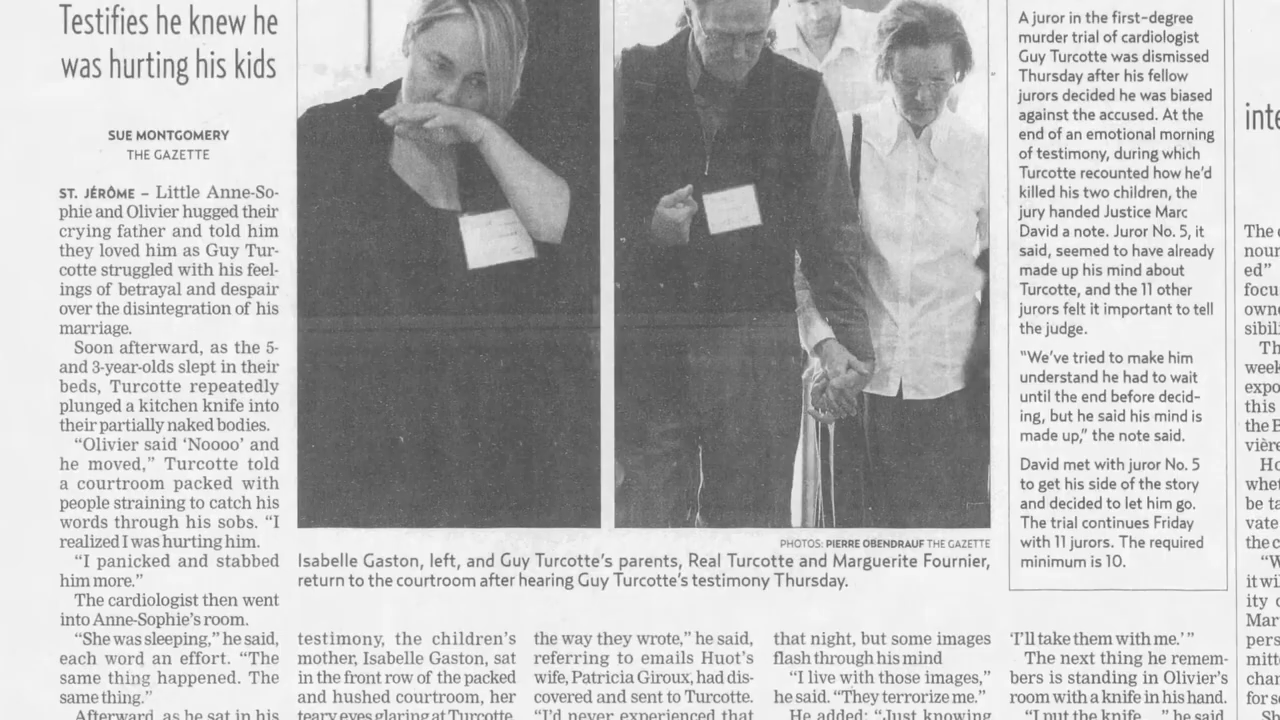 Testifies he knew he
was hurting his kids
SUE MONTGOMERY
THE GAZETTE
ST. JÉRÔME – Little Anne-So-
phie and Olivier hugged their
crying father and told him
they loved him as Guy Tur-
cotte struggled with his feel-
ings of betrayal and despair
over the disintegration of his
marriage.
Soon afterward, as the 5-
and 3-year-olds slept in their
beds, Turcotte repeatedly
plunged a kitchen knife into
their partially naked bodies.
“Olivier said ‘Noooo’ and
he moved,” Turcotte told
a courtroom packed with
people straining to catch his
words through his sobs. “I
realized I was hurting him.
“I panicked and stabbed
him more.”
The cardiologist then went
into Anne-Sophie’s room.
“She was sleeping,” he said,
each word an effort. “The
same thing happened. The
same thing.”
Afterward, as he sat in his
PHOTOS: PIERRE OBENDRAUF THE GAZETTE
Isabelle Gaston, left, and Guy Turcotte’s parents, Real Turcotte and Marguerite Fournier,
return to the courtroom after hearing Guy Turcotte’s testimony Thursday.
testimony, the children’s
mother, Isabelle Gaston, sat
in the front row of the packed
and hushed courtroom, her
teary eyes glaring at Turcotte
the way they wrote,” he said,
referring to emails Huot’s
wife, Patricia Giroux, had dis-
covered and sent to Turcotte.
“I’d never experienced that
that night, but some images
flash through his mind
“I live with those images,”
he said. “They terrorize me.”
He added: “Just knowing
A juror in the first-degree
murder trial of cardiologist
Guy Turcotte was dismissed
Thursday after his fellow
jurors decided he was biased
against the accused. At the
end of an emotional morning
of testimony, during which
Turcotte recounted how he’d
killed his two children, the
jury handed Justice Marc
David a note. Juror No. 5, it
said, seemed to have already
made up his mind about
Turcotte, and the 11 other
jurors felt it important to tell
the judge.
“We’ve tried to make him
understand he had to wait
until the end before decid-
ing, but he said his mind is
made up,” the note said.
David met with juror No. 5
to get his side of the story
and decided to let him go.
The trial continues Friday
with 11 jurors. The required
minimum is 10.
‘I’ll take them with me.’ ”
The next thing he remem-
bers is standing in Olivier’s
room with a knife in his hand.
“I put the knife ...” he said